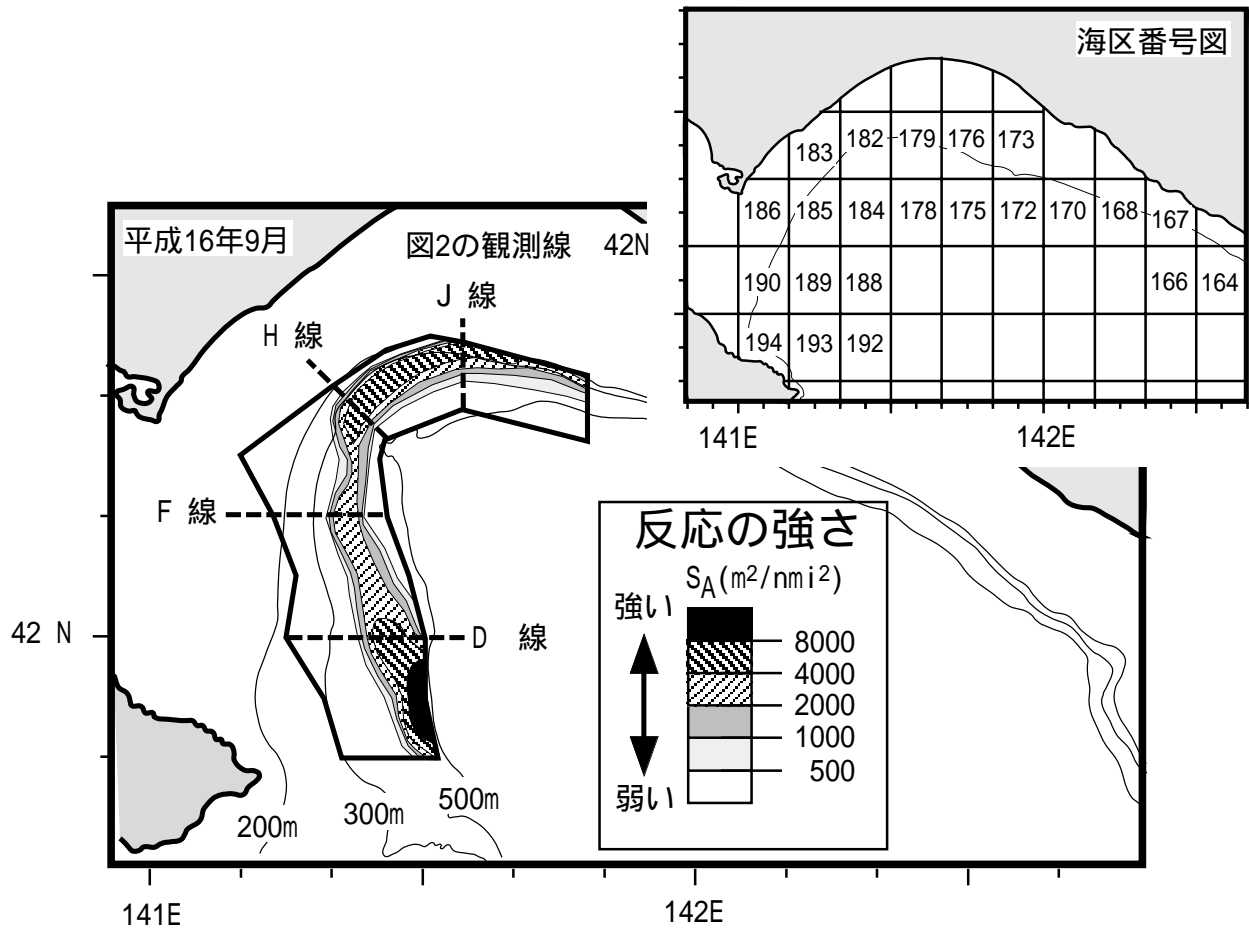 海区番号図
183 182 179 176 173
186 185 184 178 175 172 170 168 167
190 189 188 166 164
194 193 192
141E 142E
平成16年9月
図2の観測線 42N
J 線
H 線
F 線
D 線
42 N
200m 300m 500m
反応の強さ
SA(m²/nmi²)
強い
8000
4000
2000
1000
500
弱い
141E 142E